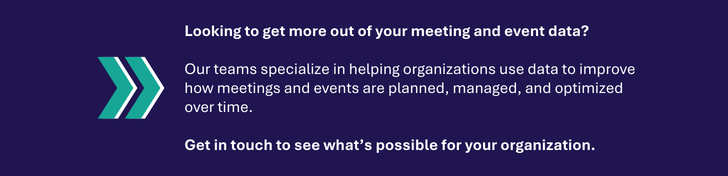 Looking to get more out of your meeting and event data?
Our teams specialize in helping organizations use data to improve
how meetings and events are planned, managed, and optimized
over time.
Get in touch to see what’s possible for your organization.